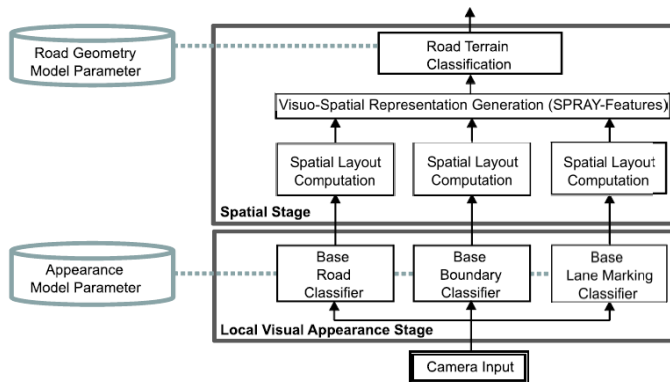 Road Geometry
Model Parameter
Road Terrain
Classification
Visuo-Spatial Representation Generation (SPRAY-Features)
Spatial Layout
Computation
Spatial Layout
Computation
Spatial Layout
Computation
Spatial Stage
Appearance
Model Parameter
Base
Road
Classifier
Base
Boundary
Classifier
Base
Lane Marking
Classifier
Local Visual Appearance Stage
Camera Input